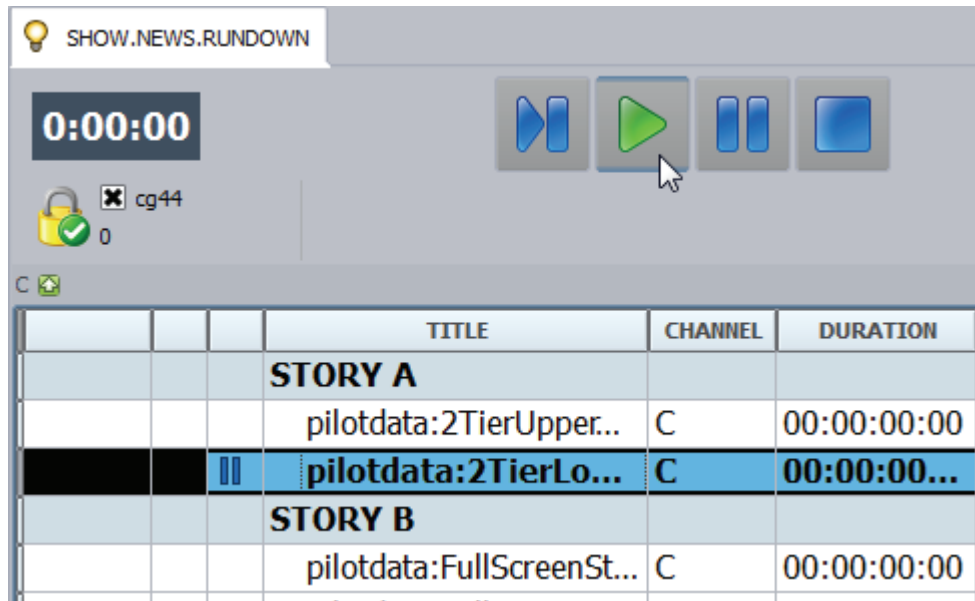 SHOW.NEWS.RUNDOWN
0:00:00
cg44
0
C
TITLE CHANNEL DURATION
STORY A
pilotdata:2TierUpper... C 00:00:00:00
pilotdata:2TierLo... C 00:00:00...
STORY B
pilotdata:FullScreenSt... C 00:00:00:00